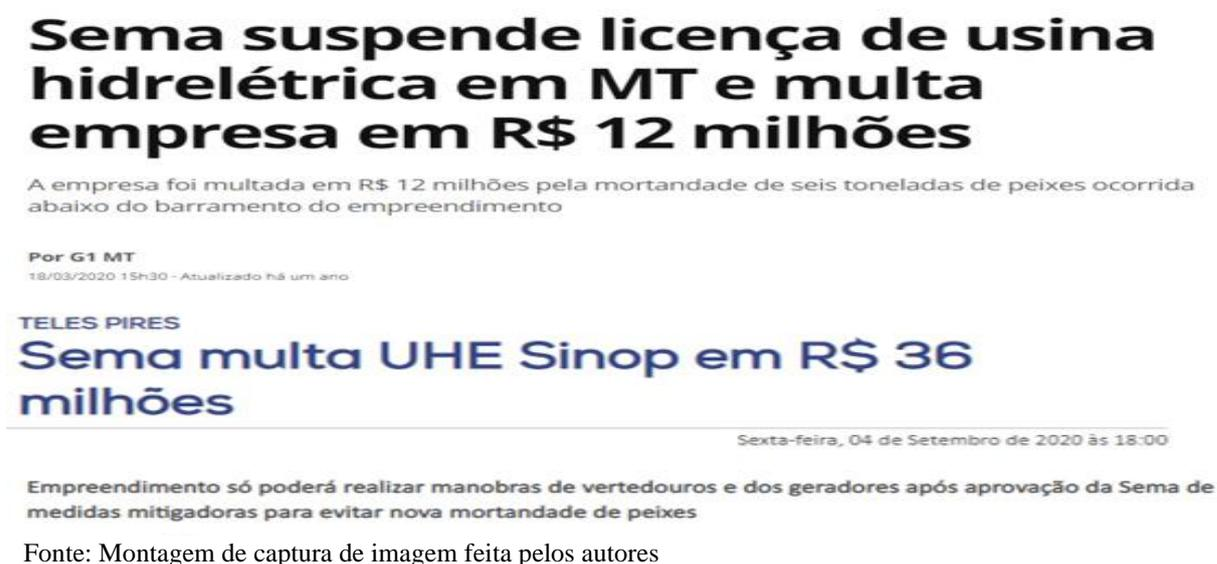 Sema suspende licença de usina
hidrelétrica em MT e multa
empresa em R$ 12 milhões
A empresa foi multada em R$ 12 milhões pela mortandade de seis toneladas de peixes ocorrida
abaixo do barramento do empreendimento
Por G1 MT
18/03/2020 15h30 - Atualizado há um ano
TELES PIRES
Sema multa UHE Sinop em R$ 36
milhões
Sexta-feira, 04 de Setembro de 2020 às 18:00
Empreendimento só poderá realizar manobras de vertedouros e dos geradores após aprovação da Sema de
medidas mitigadoras para evitar nova mortandade de peixes
Fonte: Montagem de captura de imagem feita pelos autores